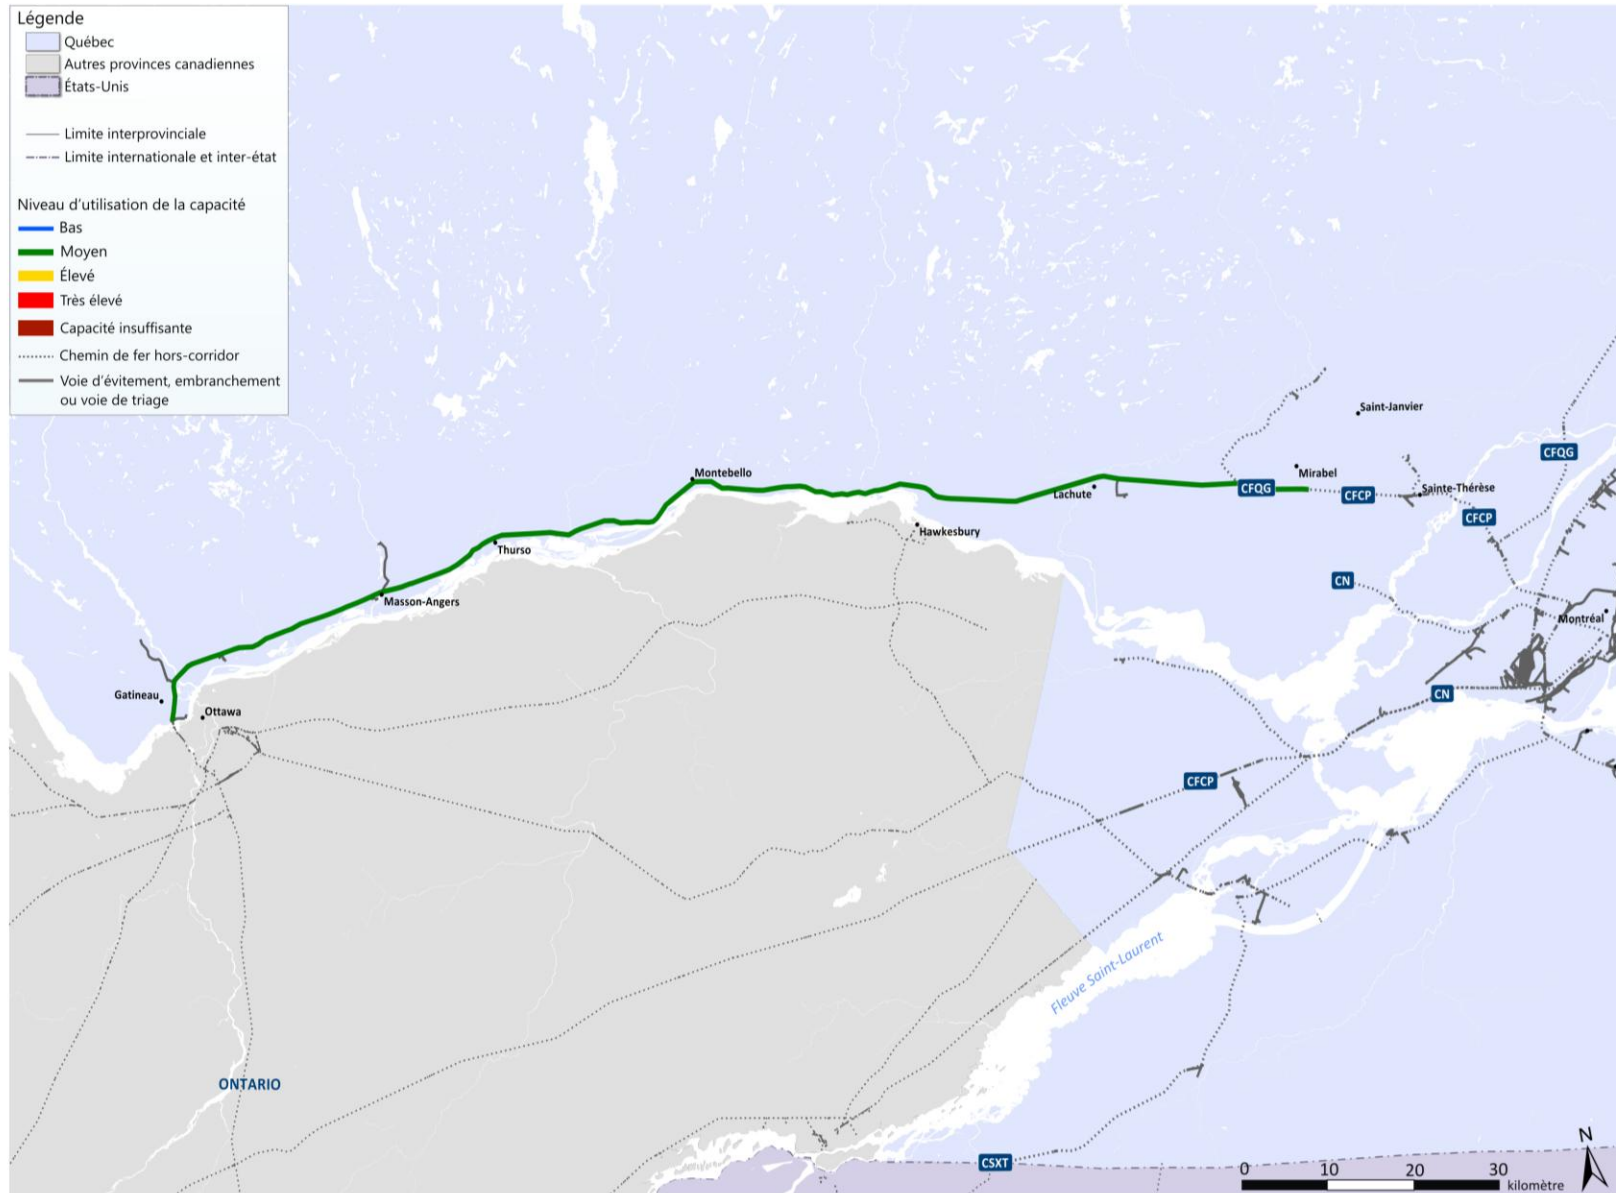 Légende
Québec
Autres provinces canadiennes
États-Unis
Limite interprovinciale
Limite internationale et inter-état
Niveau d'utilisation de la capacité
Bas
Moyen
Élevé
Très élevé
Capacité insuffisante
Chemin de fer hors-corridor
Voie d'évitement, embranchement
ou voie de triage
Saint-Janvier
CFQG
Mirabel
Montebello
Lachute
CFQG
CFCP
Sainte-Thérèse
CFCP
Hawkesbury
Thurso
CN
Masson-Angers
Montréal
Gatineau
Ottawa
CN
CFCP
Fleuve Saint-Laurent
ONTARIO
CSXT
N
0 10 20 30
kilomètre